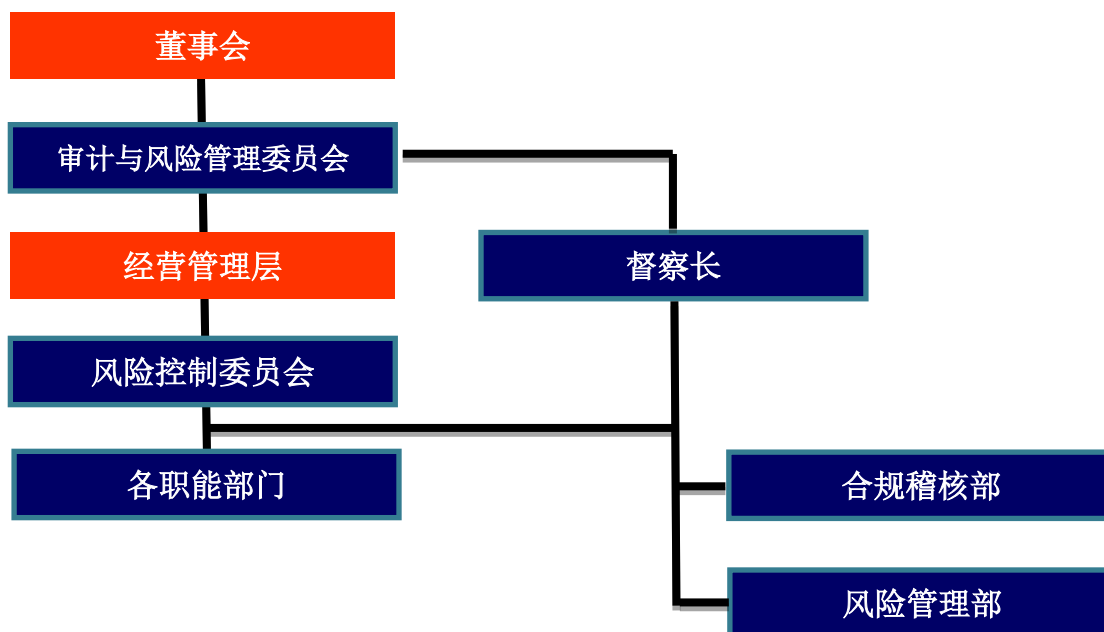 董事会
审计与风险管理委员会
经营管理层
督察长
风险控制委员会
各职能部门
合规稽核部
风险管理部